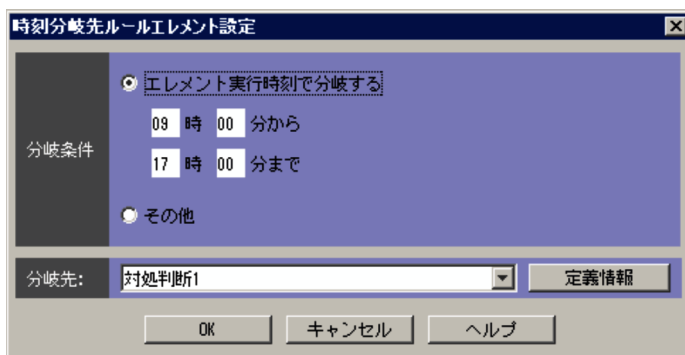 時刻分岐先ルールエレメント設定
エレメント実行時刻で分岐する
09 時 00 分から
分岐条件
17 時 00 分まで
その他
分岐先: 対処判断1 定義情報
OK キャンセル ヘルプ